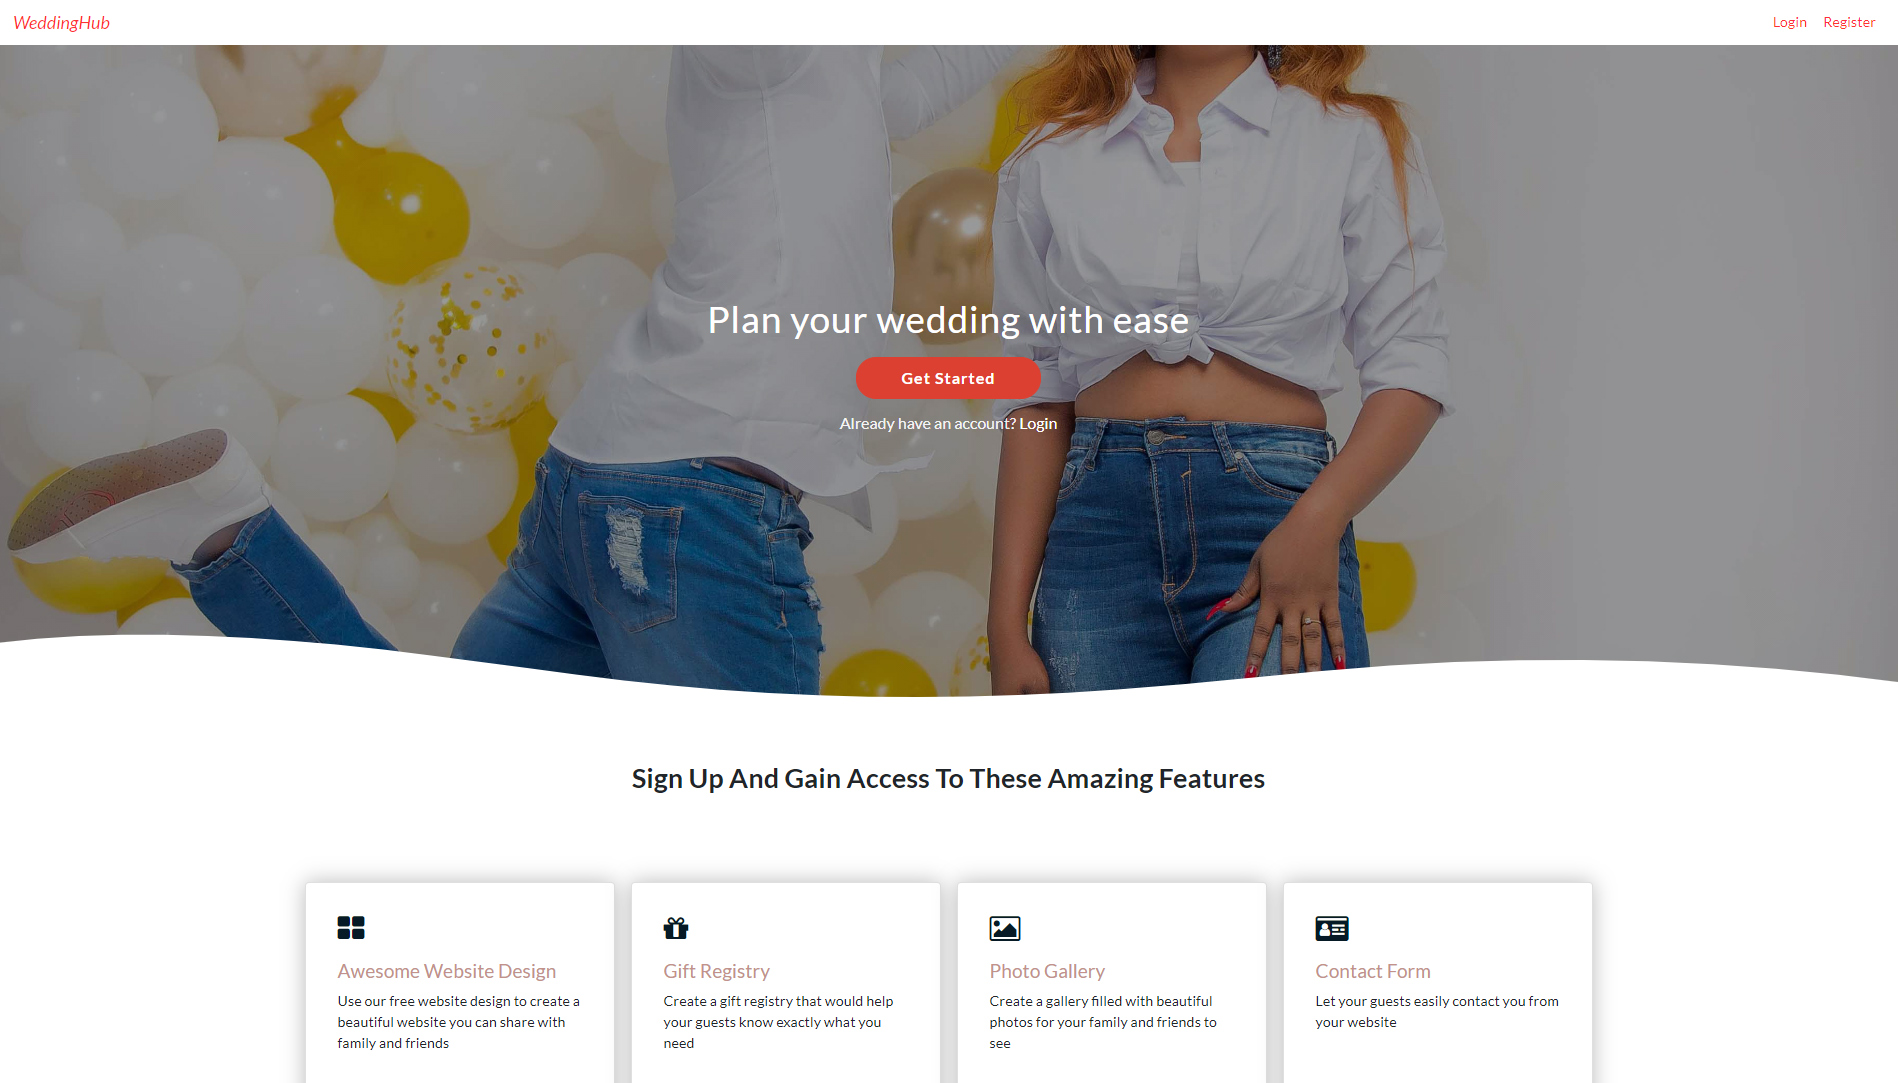 WeddingHub
Login
Register
Plan your wedding with ease
Get Started
Already have an account? Login
Sign Up And Gain Access To These Amazing Features
Awesome Website Design
Use our free website design to create a
beautiful website you can share with
family and friends
Gift Registry
Create a gift registry that would help
your guests know exactly what you
need
Photo Gallery
Create a gallery filled with beautiful
photos for your family and friends to
see
Contact Form
Let your guests easily contact you from
your website